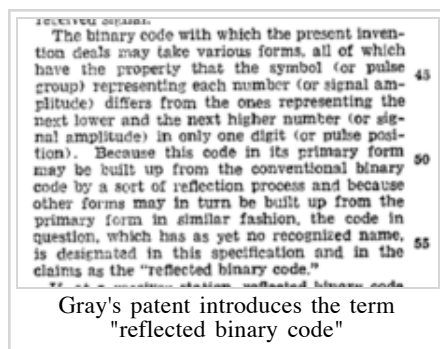 received signal.
The binary code with which the present inven-
tion deals may take various forms, all of which
have the property that the symbol (or pulse
group) representing each number (or signal am-
plitude) differs from the ones representing the
next lower and the next higher number (or sig-
nal amplitude) in only one digit (or pulse posi-
tion). Because this code in its primary form
may be built up from the conventional binary
code by a sort of reflection process and because
other forms may in turn be built up from the
primary form in similar fashion, the code in
question, which has as yet no recognized name,
is designated in this specification and in the
claims as the "reflected binary code."
45
50
55
Gray's patent introduces the term
"reflected binary code"